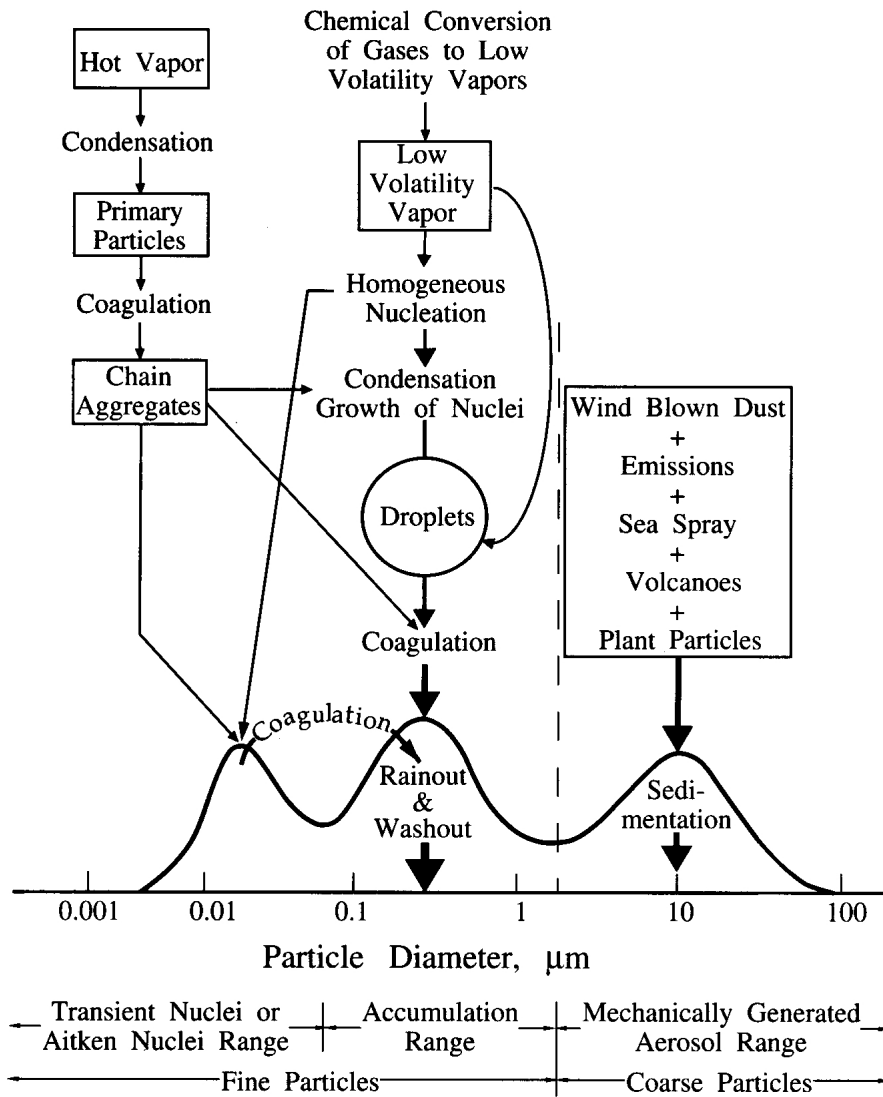 Hot Vapor
Condensation
Primary
Particles
Coagulation
Chain
Aggregates
Chemical Conversion
of Gases to Low
Volatility Vapors
Low
Volatility
Vapor
Homogeneous
Nucleation
Condensation
Growth of Nuclei
Droplets
Coagulation
Wind Blown Dust
+
Emissions
+
Sea Spray
+
Volcanoes
+
Plant Particles
Coagulation
Rainout
&
Washout
Sedi-
mentation
0.001 0.01 0.1 1 10 100
Particle Diameter, μm
Transient Nuclei or
Aitken Nuclei Range
Accumulation
Range
Mechanically Generated
Aerosol Range
Fine Particles
Coarse Particles